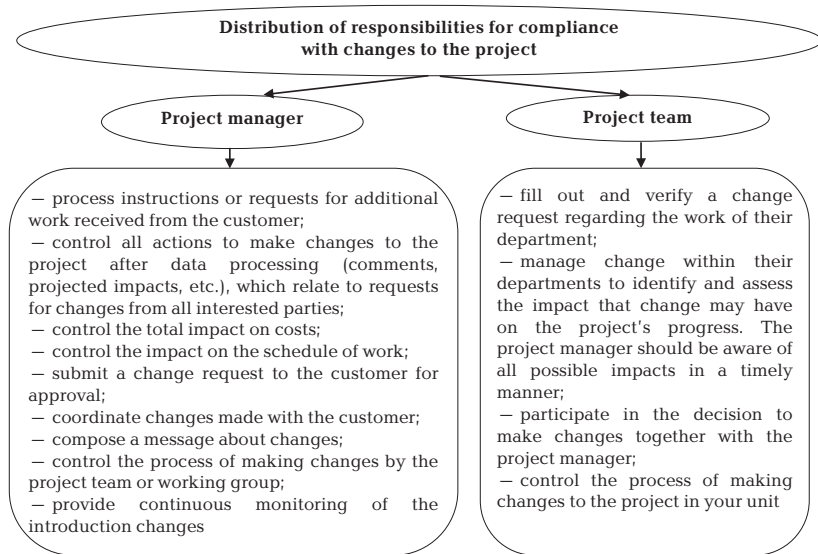 Distribution of responsibilities for compliance
with changes to the project
Project manager
Project team
— process instructions or requests for additional
work received from the customer;
— control all actions to make changes to the
project after data processing (comments,
projected impacts, etc.), which relate to requests
for changes from all interested parties;
— control the total impact on costs;
— control the impact on the schedule of work;
— submit a change request to the customer for
approval;
— coordinate changes made with the customer;
— compose a message about changes;
— control the process of making changes by the
project team or working group;
— provide continuous monitoring of the
introduction changes
— fill out and verify a change
request regarding the work of their
department;
— manage change within their
departments to identify and assess
the impact that change may have
on the project's progress. The
project manager should be aware of
all possible impacts in a timely
manner;
— participate in the decision to
make changes together with the
project manager;
— control the process of making
changes to the project in your unit